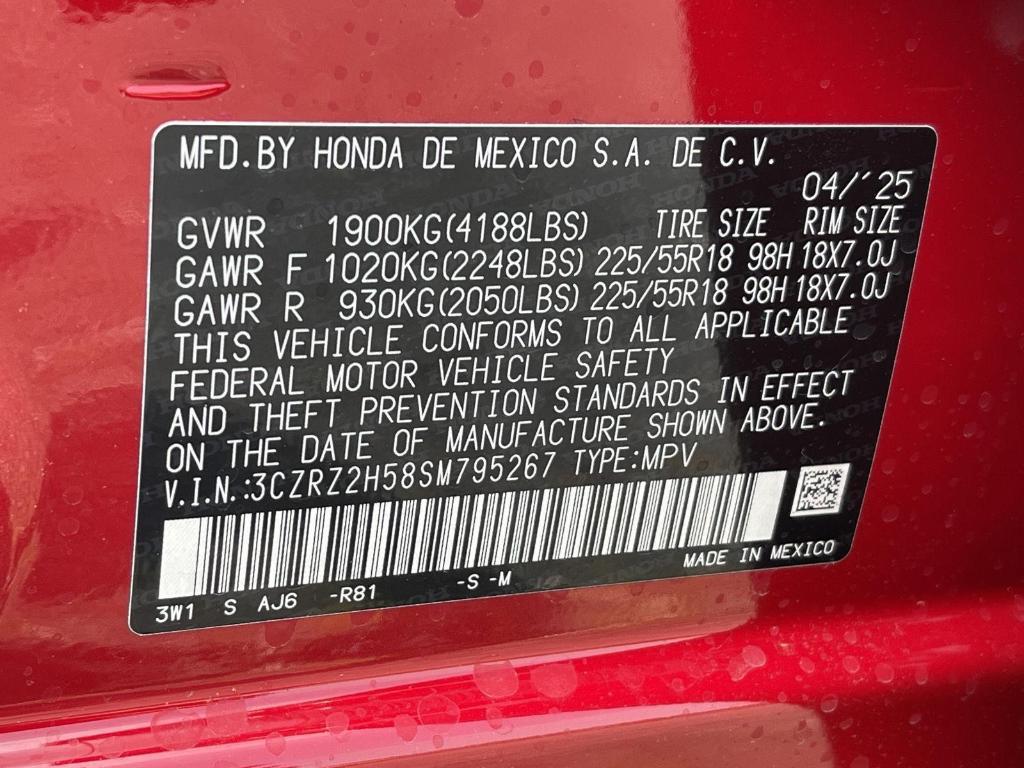 MFD.BY HONDA DE MEXICO S.A. DE C.V.
04/´25
GVWR 1900KG(4188LBS) TIRE SIZE RIM SIZE
GAWR F 1020KG(2248LBS) 225/55R18 98H 18X7.0J
GAWR R 930KG(2050LBS) 225/55R18 98H 18X7.0J
THIS VEHICLE CONFORMS TO ALL APPLICABLE
FEDERAL MOTOR VEHICLE SAFETY
AND THEFT PREVENTION STANDARDS IN EFFECT
ON THE DATE OF MANUFACTURE SHOWN ABOVE.
V.I.N.:3CZRZ2H58SM795267 TYPE:MPV
MADE IN MEXICO
3W1 S AJ6 -R81 -S -M